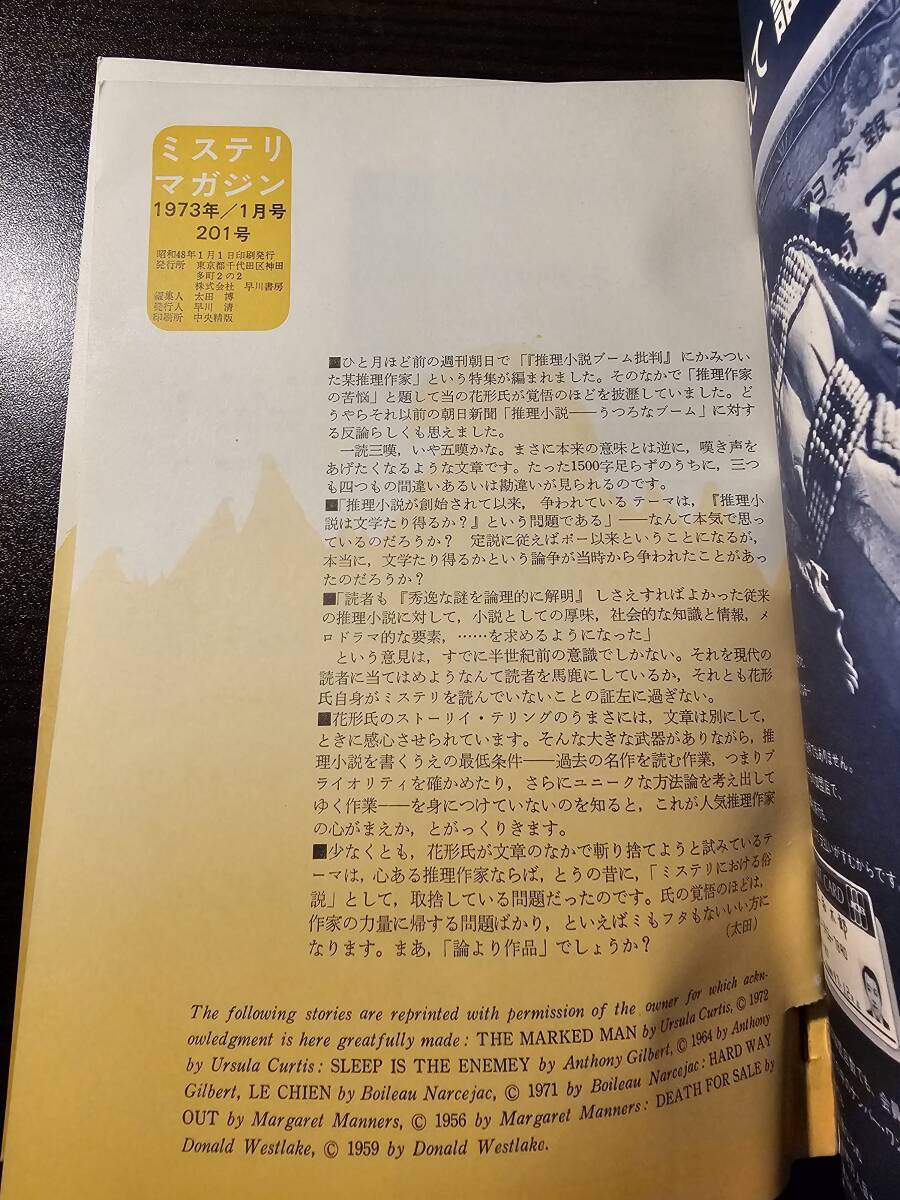 ミステリ
マガジン
1973年/1月号
201号
昭和48年1月1日印刷発行
発行所 東京都千代田区神田
多町2の2
株式会社 早川書房
編集人 太田 博
発行人 早川 清
印刷所 中央精版
■ひと月ほど前の週刊朝日で「『推理小説ブーム批判』にかみつい
た某推理作家」という特集が編まれました。そのなかで「推理作家
の苦悩」と題して当の花形氏が覚悟のほどを披瀝していました。ど
うやらそれ以前の朝日新聞「推理小説——うつろなブーム」に対す
る反論らしくも思えました。
一読三嘆，いや五嘆かな。まさに本来の意味とは逆に，嘆き声を
あげたくなるような文章です。たった1500字足らずのうちに，三つ
も四つもの間違いあるいは勘違いが見られるのです。
■「推理小説が創始されて以来，争われているテーマは，『推理小
説は文学たり得るか？』という問題である」——なんて本気で思っ
ているのだろうか？ 定説に従えばポー以来ということになるが，
本当に，文学たり得るかという論争が当時から争われたことがあっ
たのだろうか？
■「読者も『秀逸な謎を論理的に解明』しさえすればよかった従来
の推理小説に対して，小説としての厚味，社会的な知識と情報，メ
ロドラマ的な要素，……を求めるようになった」
という意見は，すでに半世紀前の意識でしかない。それを現代の
読者に当てはめようなんて読者を馬鹿にしているか，それとも花形
氏自身がミステリを読んでいないことの証左に過ぎない。
■花形氏のストーリイ・テリングのうまさには，文章は別にして，
ときに感心させられています。そんな大きな武器がありながら，推
理小説を書くうえの最低条件——過去の名作を読む作業，つまりプ
ライオリティを確かめたり，さらにユニークな方法論を考え出して
ゆく作業——を身につけていないのを知ると，これが人気推理作家
の心がまえか，とがっくりきます。
■少なくとも，花形氏が文章のなかで斬り捨てようと試みているテ
ーマは，心ある推理作家ならば，とうの昔に，「ミステリにおける俗
説」として，取捨している問題だったのです。氏の覚悟のほどは，
作家の力量に帰する問題ばかり，といえばミもフタもないいい方に
なります。まあ，「論より作品」でしょうか？
(太田)
The following stories are reprinted with permission of the owner for which ackn-
owledgment is here greatfully made : THE MARKED MAN by Ursula Curtis, © 1972
by Ursula Curtis : SLEEP IS THE ENEMEY by Anthony Gilbert, © 1964 by Anthony
Gilbert, LE CHIEN by Boileau Narcejac, © 1971 by Boileau Narcejac : HARD WAY
OUT by Margaret Manners, © 1956 by Margaret Manners : DEATH FOR SALE by
Donald Westlake, © 1959 by Donald Westlake.
日本銀
万
CARD